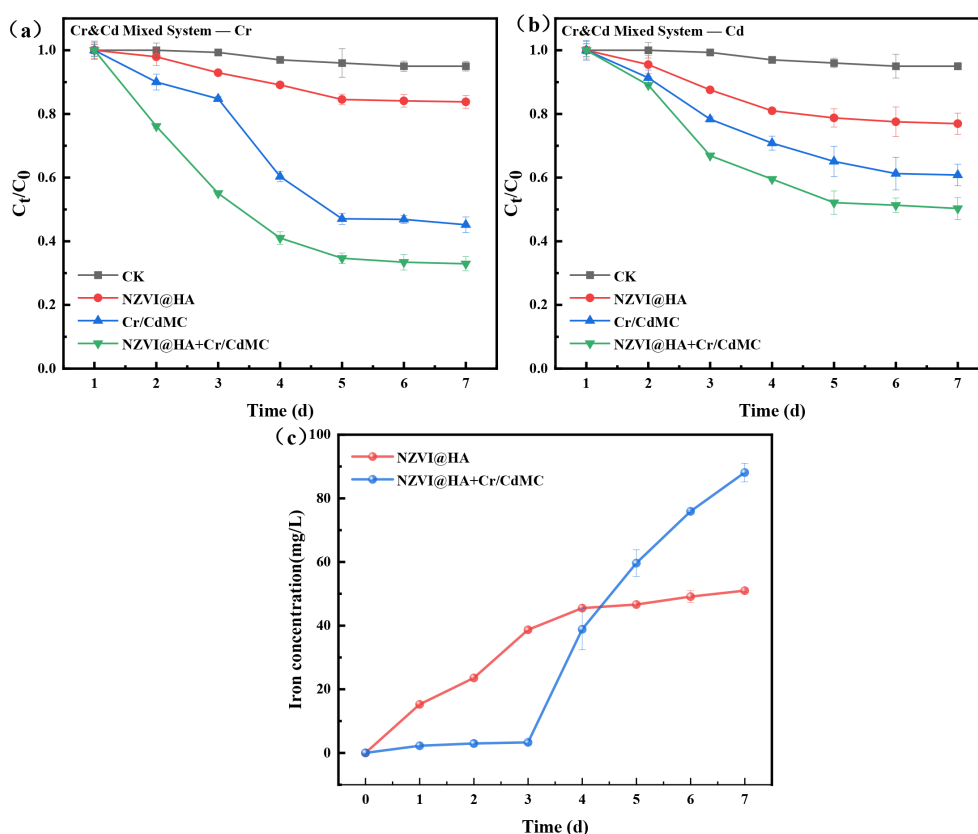 (a)
Cr&Cd Mixed System — Cr
1.0
0.8
0.6
0.4
0.2
0.0
Ct/C0
CK
NZVI@HA
Cr/CdMC
NZVI@HA+Cr/CdMC
1 2 3 4 5 6 7
Time (d)
(b)
Cr&Cd Mixed System — Cd
1.0
0.8
0.6
0.4
0.2
0.0
Ct/C0
CK
NZVI@HA
Cr/CdMC
NZVI@HA+Cr/CdMC
1 2 3 4 5 6 7
Time (d)
(c)
100
80
60
40
20
0
Iron concentration(mg/L)
NZVI@HA
NZVI@HA+Cr/CdMC
0 1 2 3 4 5 6 7
Time (d)